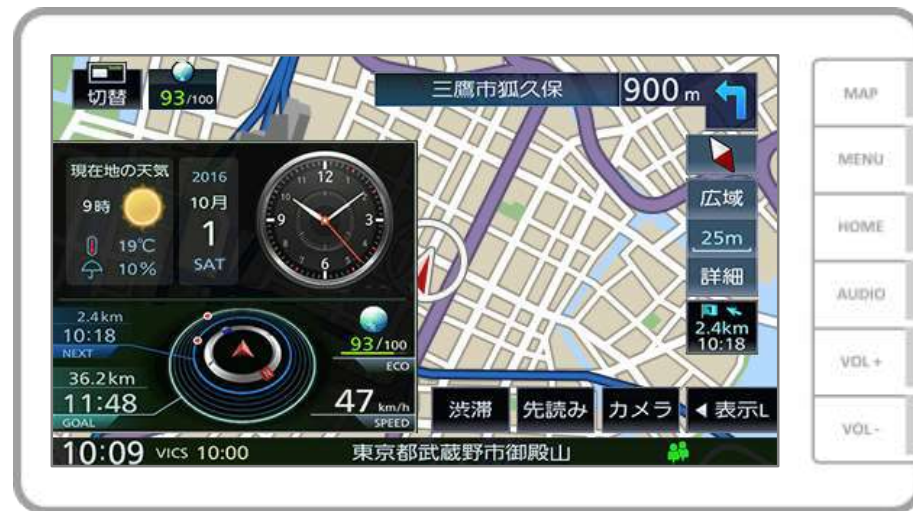 切替
93/100
三鷹市狐久保
900 m
広域
25m
詳細
2.4km
10:18
現在地の天気
9時
19℃
10%
2016
10月
1
SAT
12
3
6
9
2.4km
10:18
NEXT
36.2km
11:48
GOAL
93/100
ECO
47 km/h
SPEED
渋滞
先読み
カメラ
表示L
10:09
VICS 10:00
東京都武蔵野市御殿山
MAP
MENU
HOME
AUDIO
VOL+
VOL-